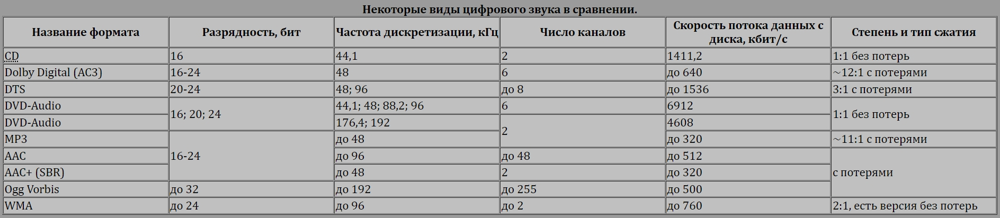 Некоторые виды цифрового звука в сравнении.
Название формата Разрядность, бит Частота дискретизации, кГц Число каналов Скорость потока данных с диска, кбит/с Степень и тип сжатия
CD 16 44,1 2 1411,2 1:1 без потерь
Dolby Digital (AC3) 16-24 48 6 до 640 ~12:1 с потерями
DTS 20-24 48; 96 до 8 до 1536 3:1 с потерями
DVD-Audio 16; 20; 24 44,1; 48; 88,2; 96 6 6912 1:1 без потерь
DVD-Audio 176,4; 192 2 4608
MP3 16-24 до 48 до 320 ~11:1 с потерями
AAC до 96 до 48 до 512 с потерями
AAC+ (SBR) до 48 2 до 320
Ogg Vorbis до 32 до 192 до 255 до 500
WMA до 24 до 96 до 2 до 760 2:1, есть версия без потерь